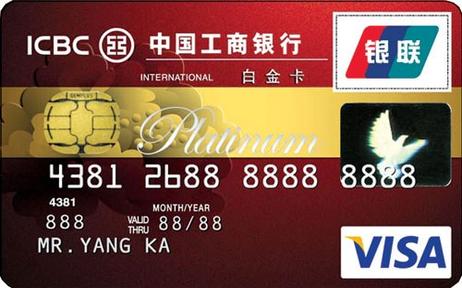 ICBC 中国工商银行
银联
INTERNATIONAL 白金卡
Platinum
4381 2688 8888 8888
4381
MONTH/YEAR
888 VALID THRU 88/88
MR.YANG KA
VISA